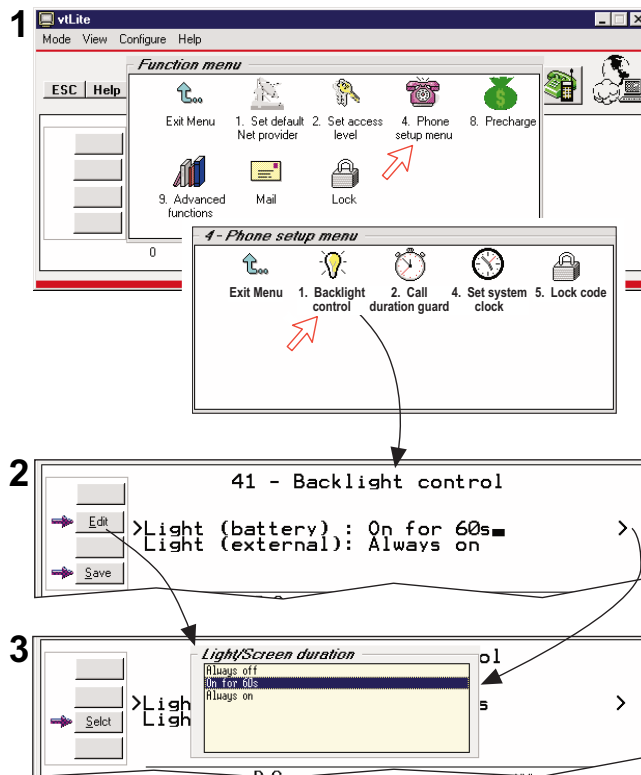 1
vtLite
Mode View Configure Help
Function menu
ESC Help
Exit Menu
1. Set default Net provider
2. Set access level
4. Phone setup menu
8. Precharge
9. Advanced functions
Mail
Lock
0
4 - Phone setup menu
Exit Menu
1. Backlight control
2. Call duration guard
4. Set system clock
5. Lock code
2
41 - Backlight control
Edit
>Light (battery) : On for 60s >
Light (external): Always on
Save
3
Light/Screen duration
ol
Always off
On for 60s
Always on
>Ligh s >
Ligh
Selct